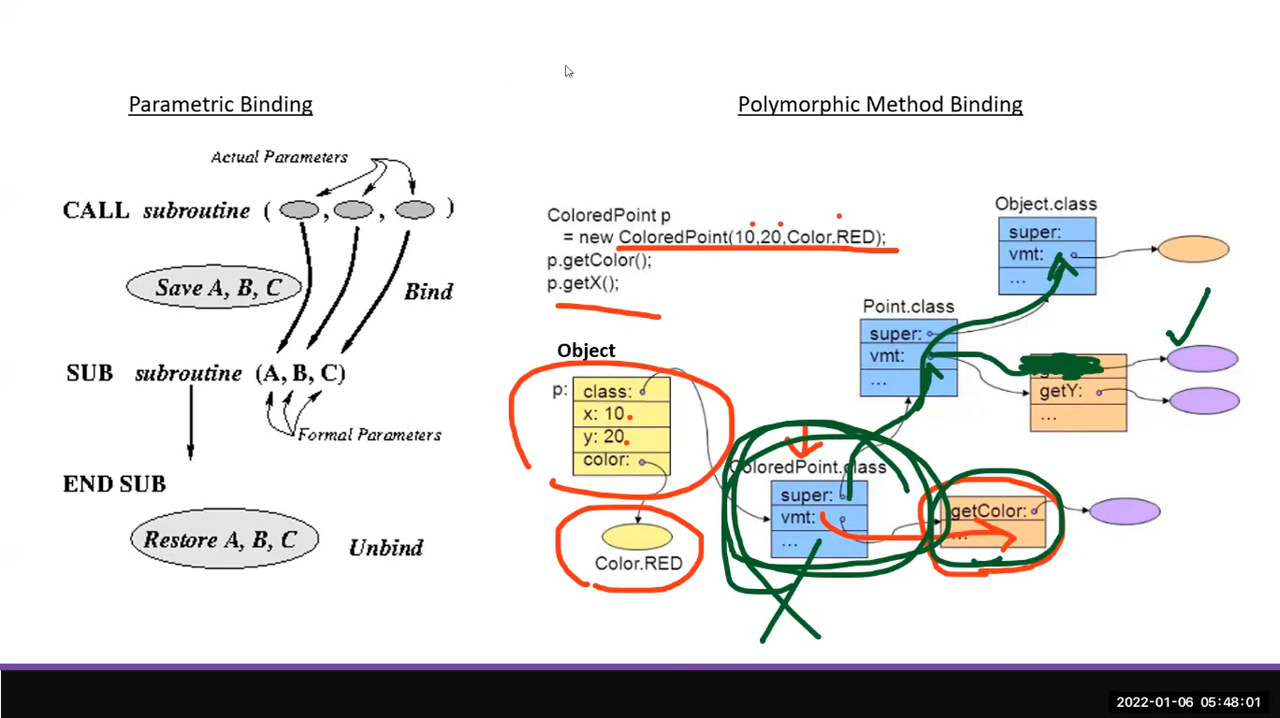 Parametric Binding
Actual Parameters
CALL subroutine ( , , )
Save A, B, C
Bind
SUB subroutine (A, B, C)
Formal Parameters
END SUB
Restore A, B, C
Unbind
Polymorphic Method Binding
ColoredPoint p
= new ColoredPoint(10,20,Color.RED);
p.getColor();
p.getX();
Object
p:
class:
x: 10
y: 20
color:
Color.RED
Object.class
super:
vmt:
...
Point.class
super:
vmt:
...
getY:
...
ColoredPoint.class
super:
vmt:
...
getColor:
...
2022-01-06 05:48:01